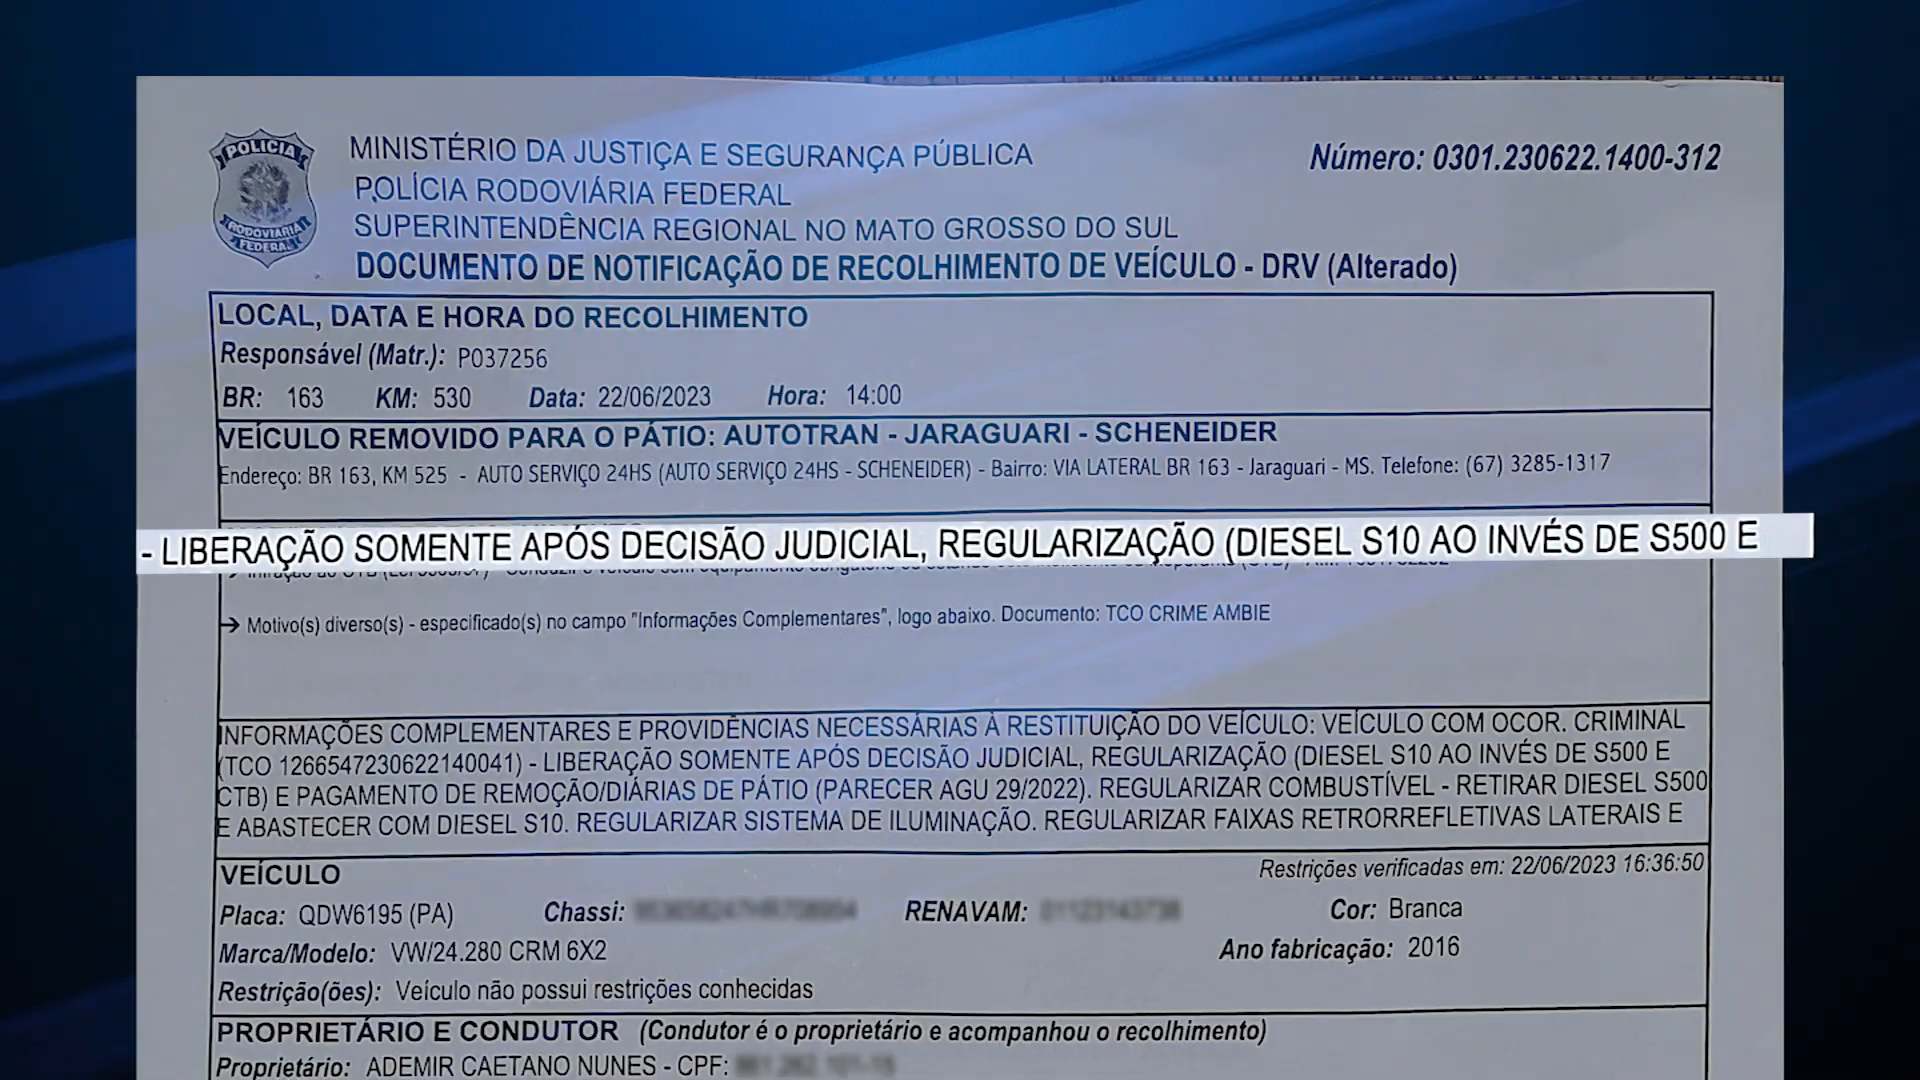 POLICIA
RODOVIARIA
FEDERAL
MINISTÉRIO DA JUSTIÇA E SEGURANÇA PÚBLICA
POLÍCIA RODOVIÁRIA FEDERAL
SUPERINTENDÊNCIA REGIONAL NO MATO GROSSO DO SUL
DOCUMENTO DE NOTIFICAÇÃO DE RECOLHIMENTO DE VEÍCULO - DRV (Alterado)
Número: 0301.230622.1400-312
LOCAL, DATA E HORA DO RECOLHIMENTO
Responsável (Matr.): P037256
BR: 163 KM: 530 Data: 22/06/2023 Hora: 14:00
VEÍCULO REMOVIDO PARA O PÁTIO: AUTOTRAN - JARAGUARI - SCHENEIDER
Endereço: BR 163, KM 525 - AUTO SERVIÇO 24HS (AUTO SERVIÇO 24HS - SCHENEIDER) - Bairro: VIA LATERAL BR 163 - Jaraguari - MS. Telefone: (67) 3285-1317
- LIBERAÇÃO SOMENTE APÓS DECISÃO JUDICIAL, REGULARIZAÇÃO (DIESEL S10 AO INVÉS DE S500 E
→ Motivo(s) diverso(s) - especificado(s) no campo "Informações Complementares", logo abaixo. Documento: TCO CRIME AMBIE
INFORMAÇÕES COMPLEMENTARES E PROVIDÊNCIAS NECESSÁRIAS À RESTITUIÇÃO DO VEÍCULO: VEÍCULO COM OCOR. CRIMINAL
(TCO 1266547230622140041) - LIBERAÇÃO SOMENTE APÓS DECISÃO JUDICIAL, REGULARIZAÇÃO (DIESEL S10 AO INVÉS DE S500 E
CTB) E PAGAMENTO DE REMOÇÃO/DIÁRIAS DE PÁTIO (PARECER AGU 29/2022). REGULARIZAR COMBUSTÍVEL - RETIRAR DIESEL S500
E ABASTECER COM DIESEL S10. REGULARIZAR SISTEMA DE ILUMINAÇÃO. REGULARIZAR FAIXAS RETRORREFLETIVAS LATERAIS E
VEÍCULO Restrições verificadas em: 22/06/2023 16:36:50
Placa: QDW6195 (PA) Chassi: RENAVAM: Cor: Branca
Marca/Modelo: VW/24.280 CRM 6X2 Ano fabricação: 2016
Restrição(ões): Veículo não possui restrições conhecidas
PROPRIETÁRIO E CONDUTOR (Condutor é o proprietário e acompanhou o recolhimento)
Proprietário: ADEMIR CAETANO NUNES - CPF: